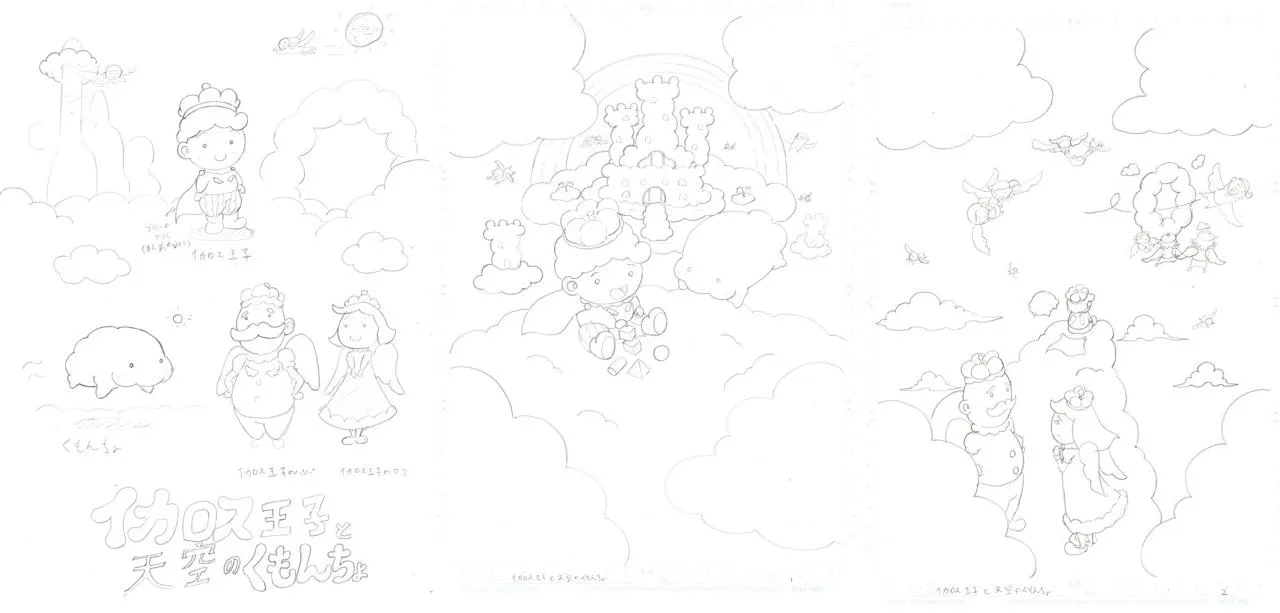 イカロス王子
くもんちょ
イカロス王子のパパ
イカロス王子のママ
イカロス王子と
天空のくもんちょ
イカロス王子と天空のくもんちょ
1
イカロス王子と天空のくもんちょ
2